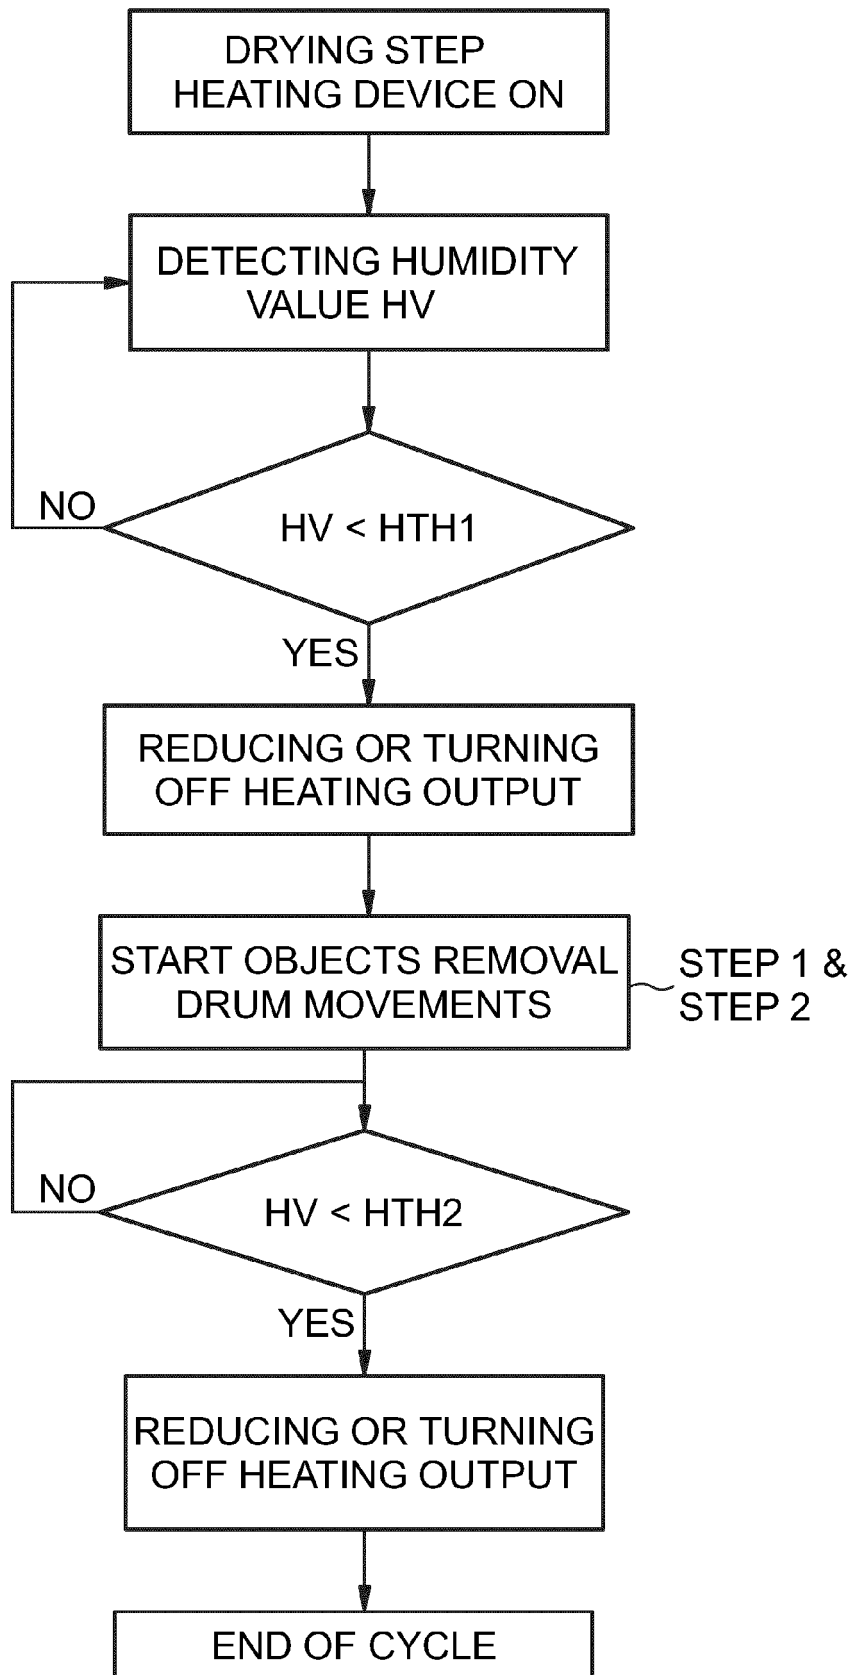 DRYING STEP
HEATING DEVICE ON
DETECTING HUMIDITY
VALUE HV
NO
HV < HTH1
YES
REDUCING OR TURNING
OFF HEATING OUTPUT
START OBJECTS REMOVAL
DRUM MOVEMENTS
STEP 1 &
STEP 2
NO
HV < HTH2
YES
REDUCING OR TURNING
OFF HEATING OUTPUT
END OF CYCLE